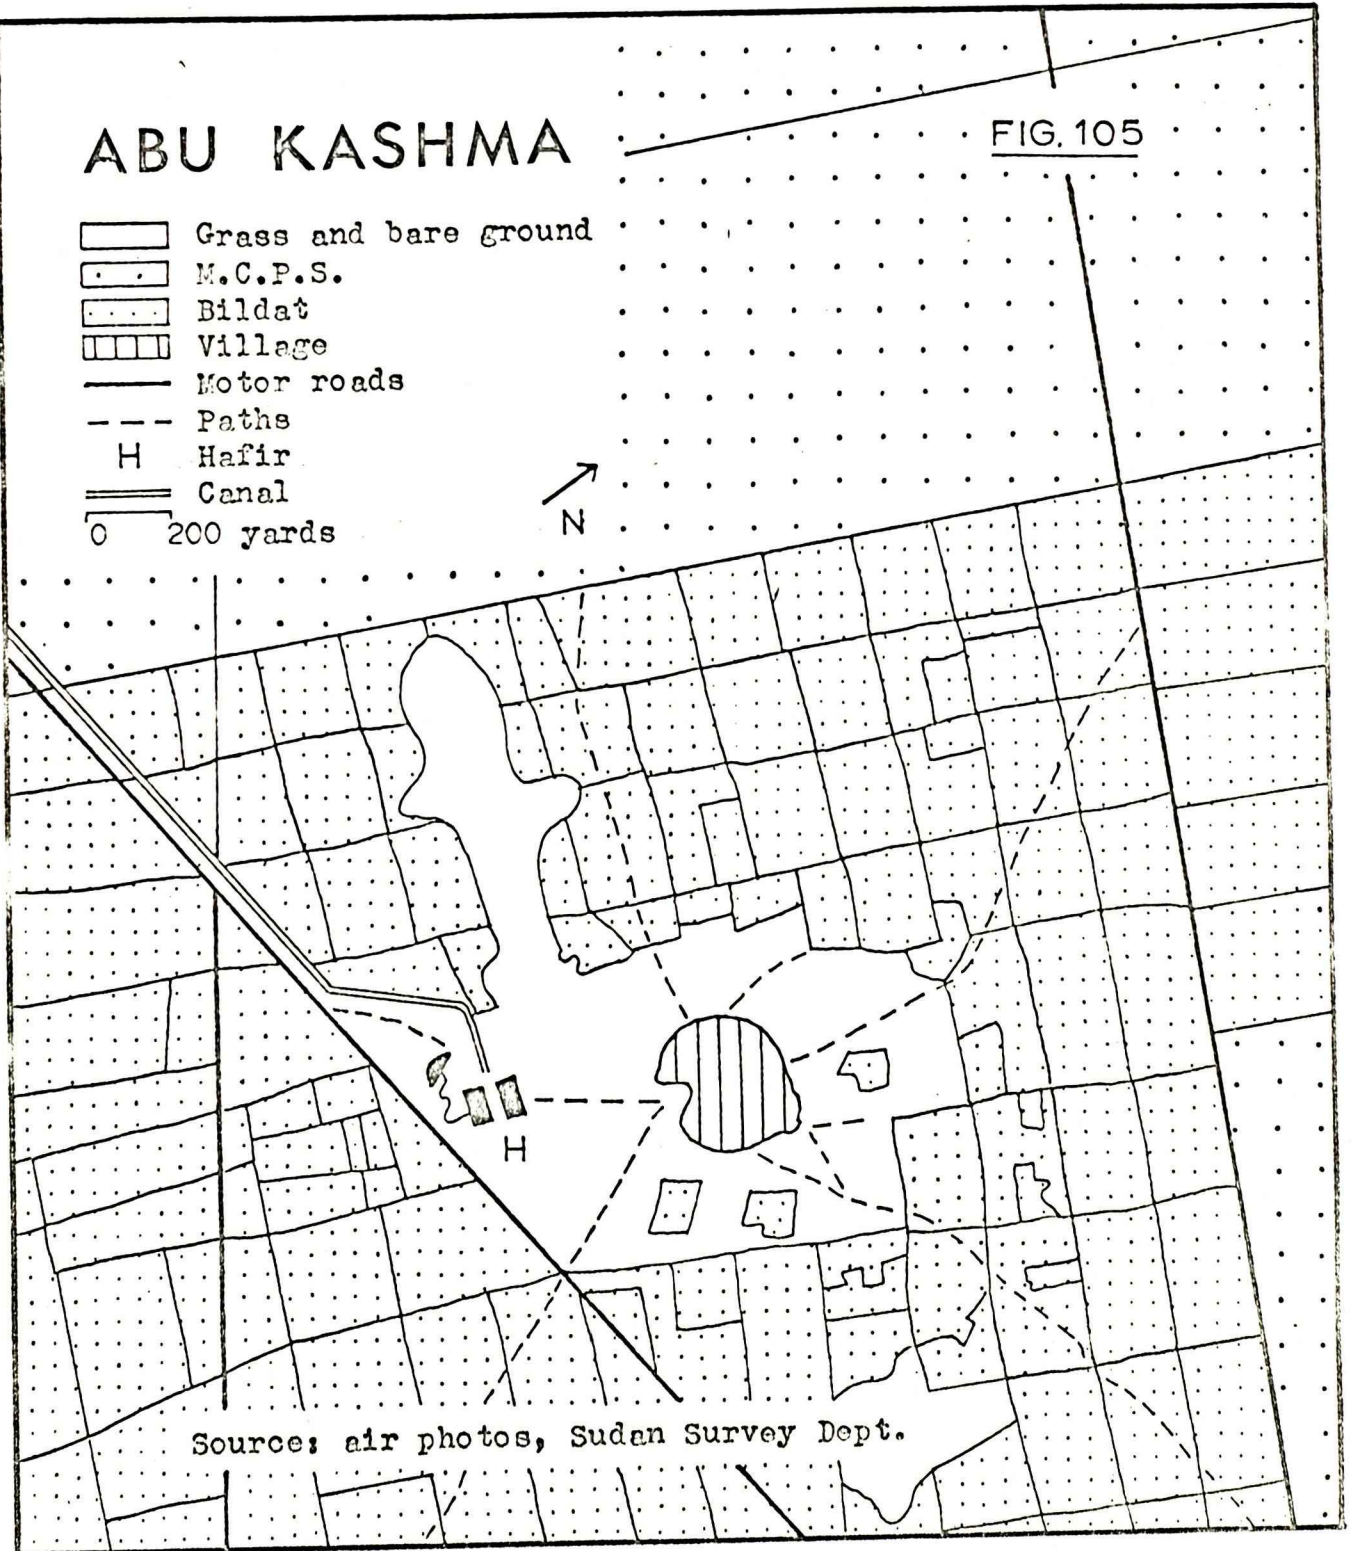 ABU KASHMA
FIG. 105
Grass and bare ground
M.C.P.S.
Bildat
Village
Motor roads
Paths
H Hafir
Canal
0 200 yards
N
H
Source: air photos, Sudan Survey Dept.